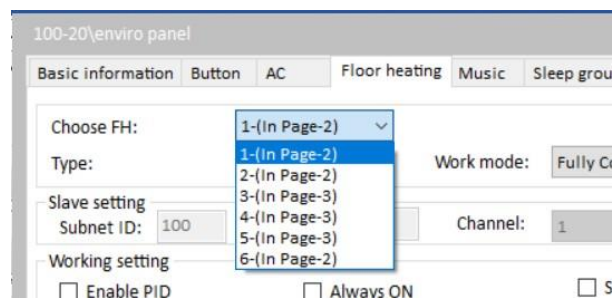 100-20\enviro panel
Basic information Button AC Floor heating Music Sleep grou
Choose FH: 1-(In Page-2)
1-(In Page-2)
Type: Work mode: Fully Co
2-(In Page-2)
3-(In Page-3)
Slave setting
4-(In Page-3)
Subnet ID: 100 Channel: 1
5-(In Page-3)
6-(In Page-2)
Working setting
Enable PID Always ON S